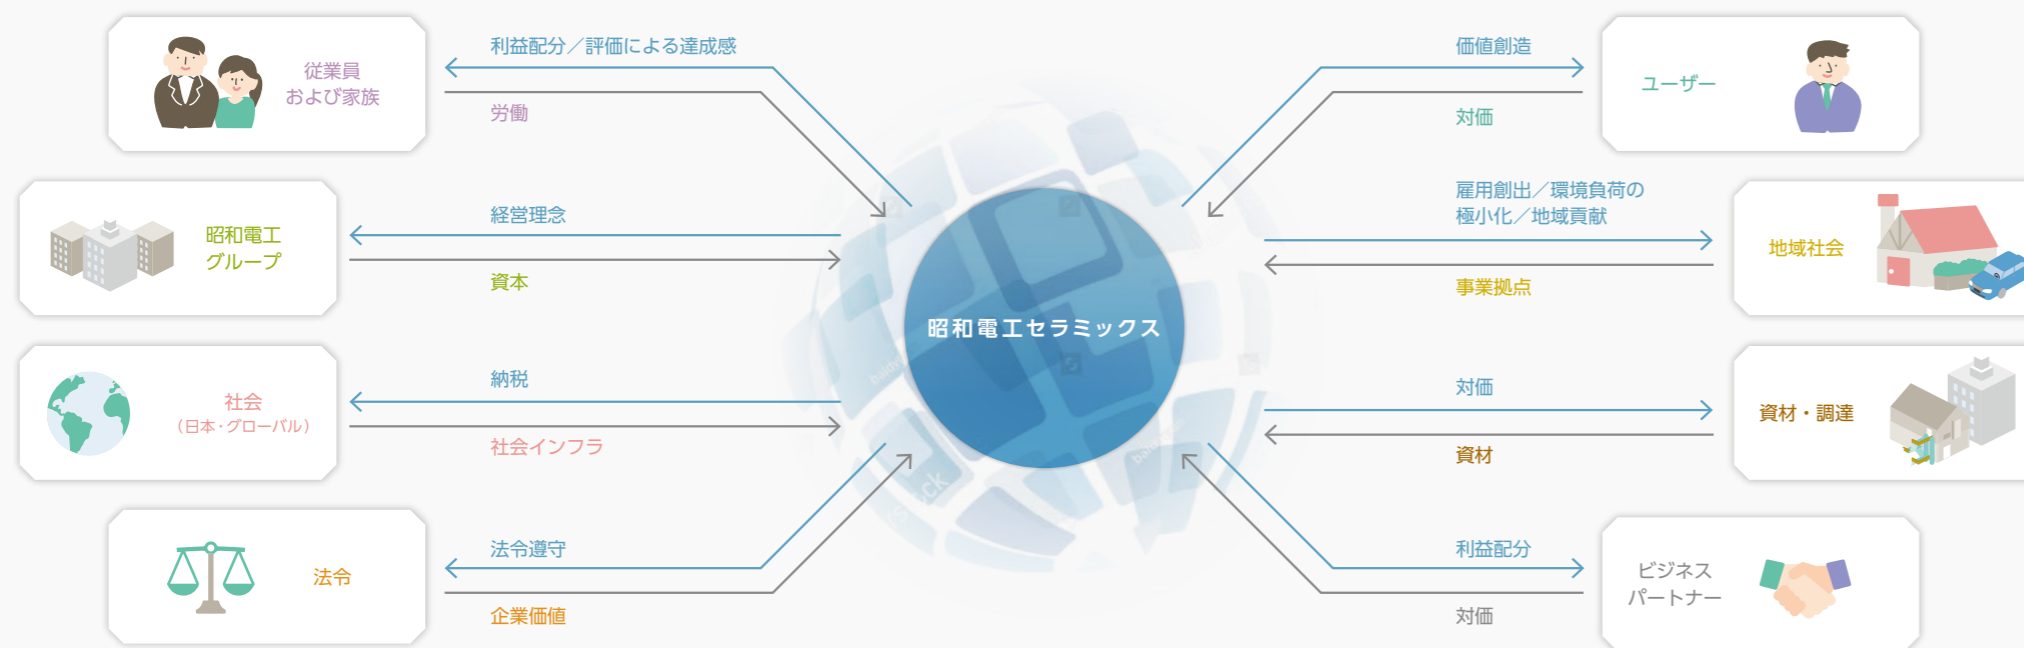 利益配分／評価による達成感
従業員
および家族
労働
経営理念
昭和電工
グループ
資本
納税
社会
（日本・グローバル）
社会インフラ
法令遵守
法令
企業価値
昭和電工セラミックス
価値創造
ユーザー
対価
雇用創出／環境負荷の
極小化／地域貢献
地域社会
事業拠点
対価
資材・調達
資材
利益配分
ビジネス
パートナー
対価